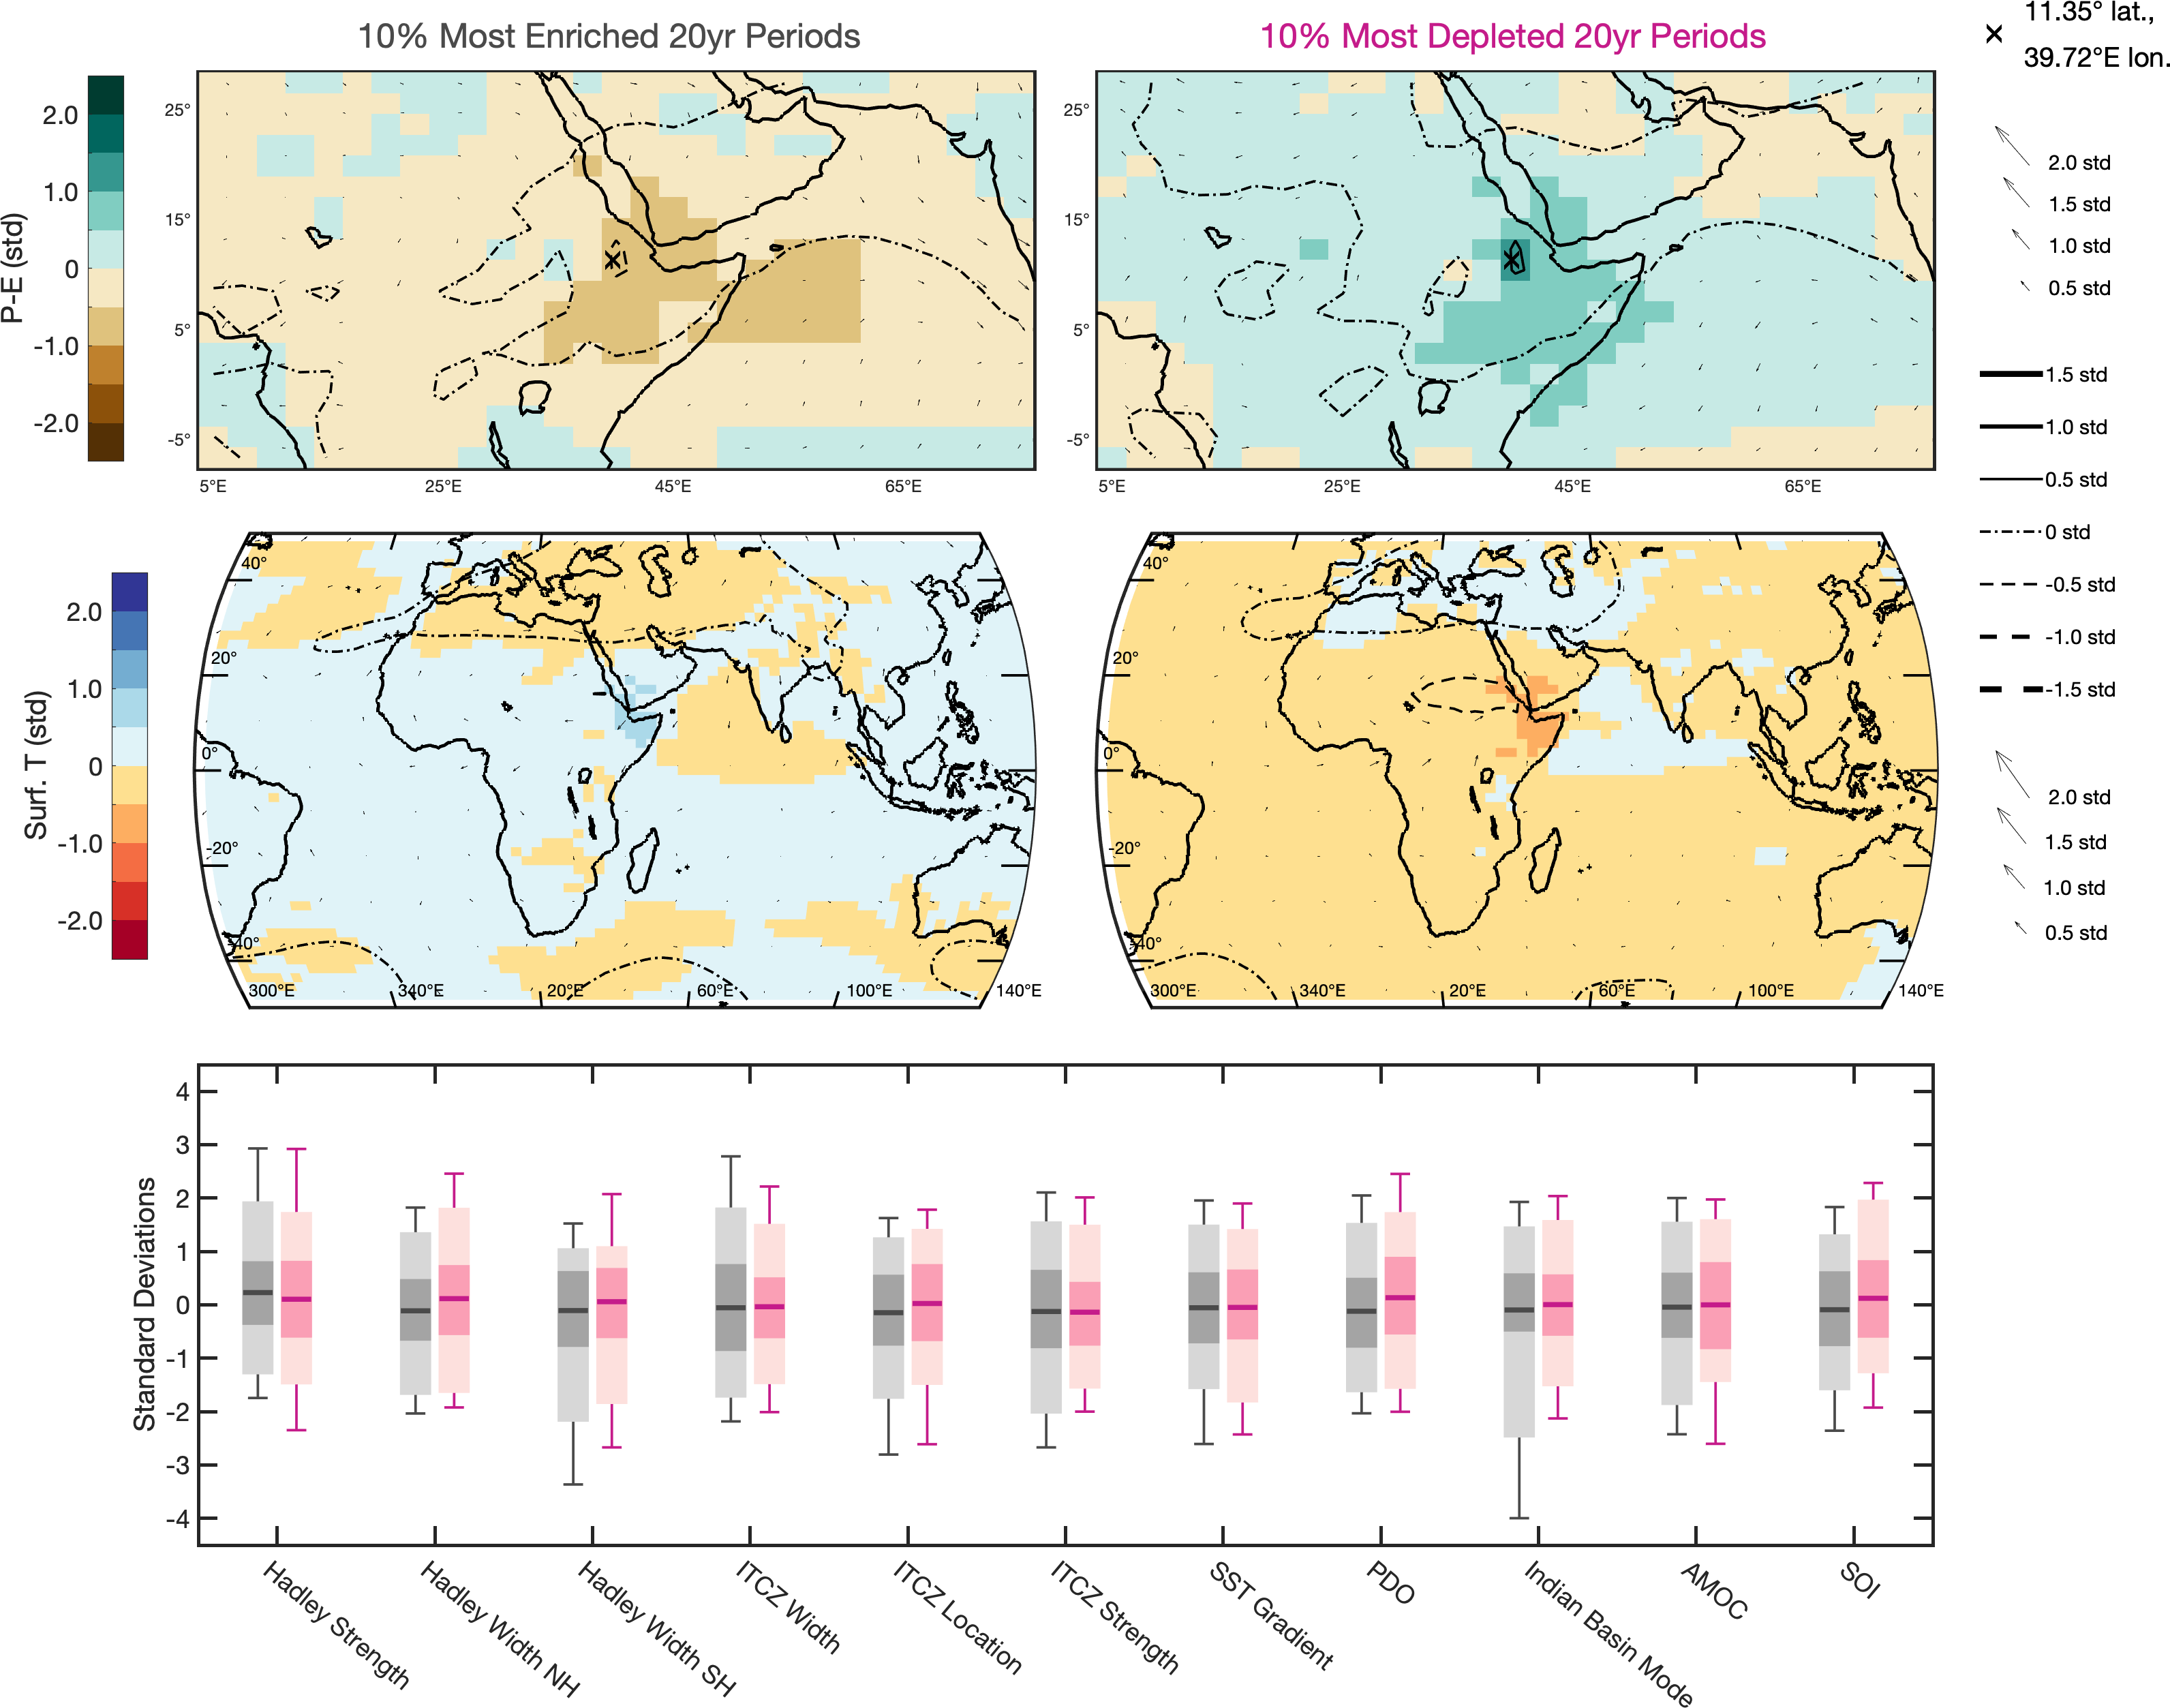 10% Most Enriched 20yr Periods
10% Most Depleted 20yr Periods
11.35° lat.,
39.72°E lon.
P-E (std)
2.0
1.0
0
-1.0
-2.0
25°
15°
5°
-5°
5°E
25°E
45°E
65°E
25°
15°
5°
-5°
5°E
25°E
45°E
65°E
2.0 std
1.5 std
1.0 std
0.5 std
1.5 std
1.0 std
0.5 std
0 std
-0.5 std
-1.0 std
-1.5 std
Surf. T (std)
2.0
1.0
0
-1.0
-2.0
40°
20°
0°
-20°
-40°
300°E
340°E
20°E
60°E
100°E
140°E
40°
20°
0°
-20°
-40°
300°E
340°E
20°E
60°E
100°E
140°E
2.0 std
1.5 std
1.0 std
0.5 std
Standard Deviations
4
3
2
1
0
-1
-2
-3
-4
Hadley Strength
Hadley Width NH
Hadley Width SH
ITCZ Width
ITCZ Location
ITCZ Strength
SST Gradient
PDO
Indian Basin Mode
AMOC
SOI